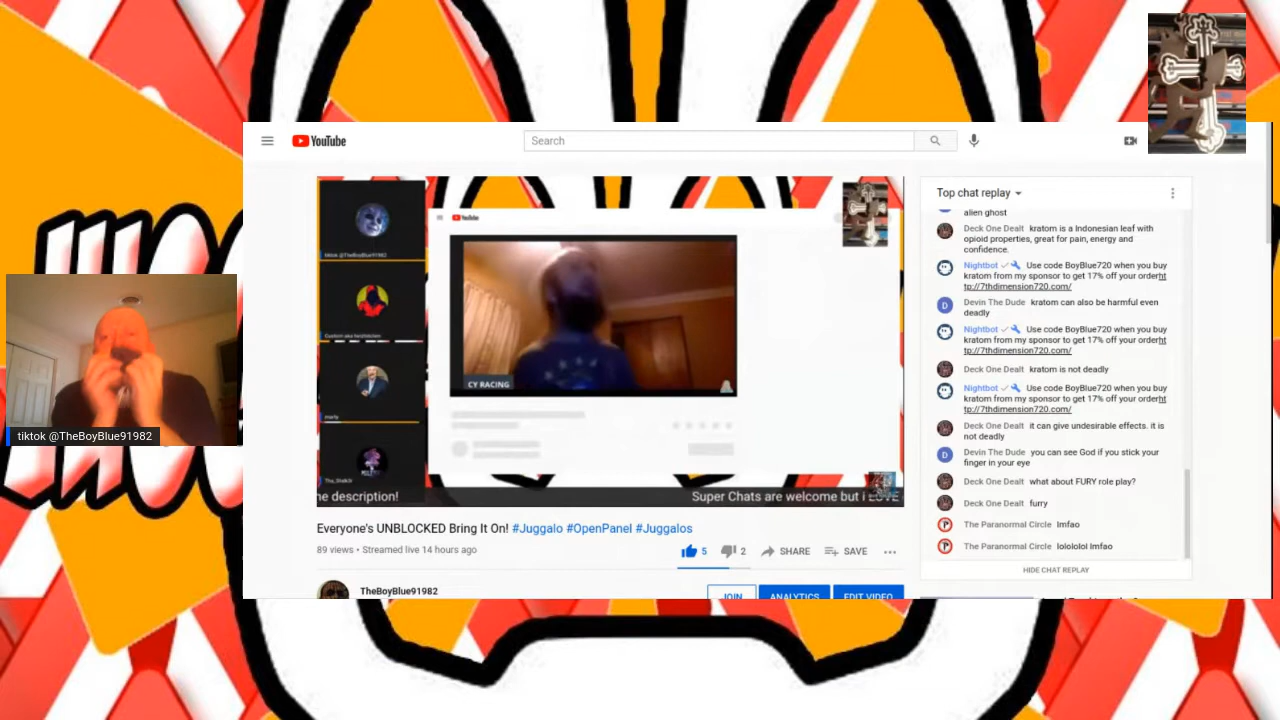 YouTube
Search
Top chat replay
alien ghost
Deck One Dealt kratom is a Indonesian leaf with
opioid properties, great for pain, energy and
confidence.
Nightbot Use code BoyBlue720 when you buy
kratom from my sponsor to get 17% off your orderht
tp://7thdimension720.com/
Devin The Dude kratom can also be harmful even
deadly
Nightbot Use code BoyBlue720 when you buy
kratom from my sponsor to get 17% off your orderht
tp://7thdimension720.com/
Deck One Dealt kratom is not deadly
Nightbot Use code BoyBlue720 when you buy
kratom from my sponsor to get 17% off your orderht
tp://7thdimension720.com/
Deck One Dealt it can give undesirable effects. it is
not deadly
Devin The Dude you can see God if you stick your
finger in your eye
Deck One Dealt what about FURY role play?
Deck One Dealt furry
The Paranormal Circle lmfao
The Paranormal Circle lolololol lmfao
HIDE CHAT REPLAY
YouTube
tiktok @TheBoyBlue91982
CY RACING
marty
he description!
Super Chats are welcome but i LOVE
Everyone's UNBLOCKED Bring It On! #Juggalo #OpenPanel #Juggalos
89 views • Streamed live 14 hours ago
5
2
SHARE
SAVE
TheBoyBlue91982
JOIN
ANALYTICS
EDIT VIDEO
tiktok @TheBoyBlue91982